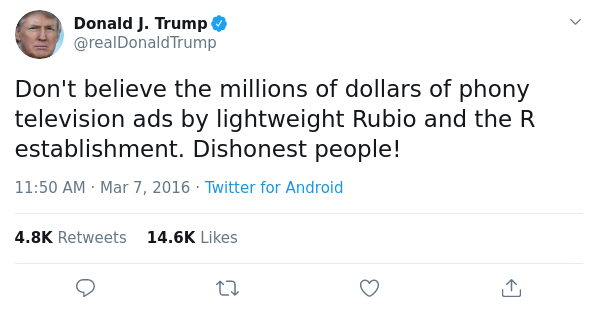 Donald J. Trump
@realDonaldTrump
Don't believe the millions of dollars of phony
television ads by lightweight Rubio and the R
establishment. Dishonest people!
11:50 AM · Mar 7, 2016 · Twitter for Android
4.8K Retweets 14.6K Likes